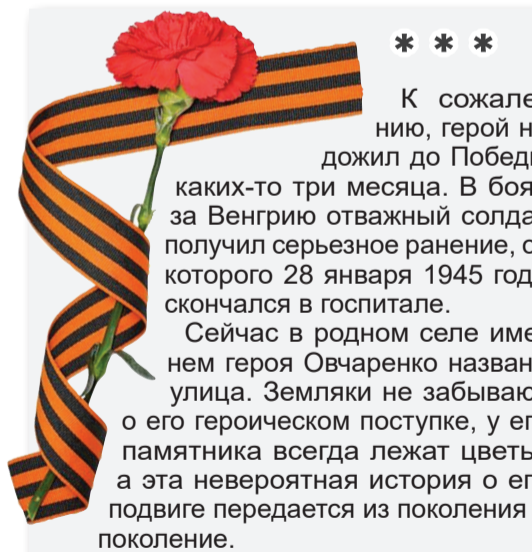 * * *
К сожале
нию, герой н
дожил до Побед
каких-то три месяца. В боя
за Венгрию отважный солда
получил серьезное ранение, о
которого 28 января 1945 год
скончался в госпитале.
Сейчас в родном селе име
нем героя Овчаренко назван
улица. Земляки не забываю
о его героическом поступке, у ег
памятника всегда лежат цветы
а эта невероятная история о ег
подвиге передается из поколения
поколение.